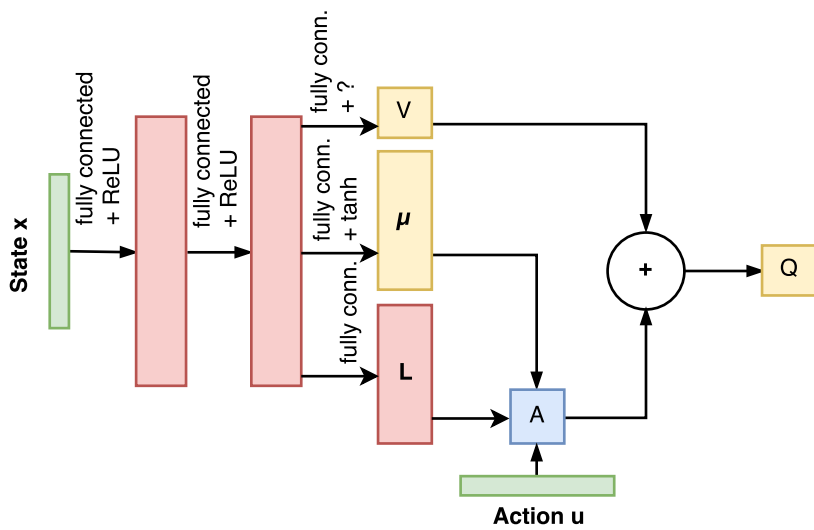 State x
fully connected
+ ReLU
fully connected
+ ReLU
fully conn.
+ ?
fully conn.
+ tanh
fully conn.
V
μ
L
A
+
Q
Action u